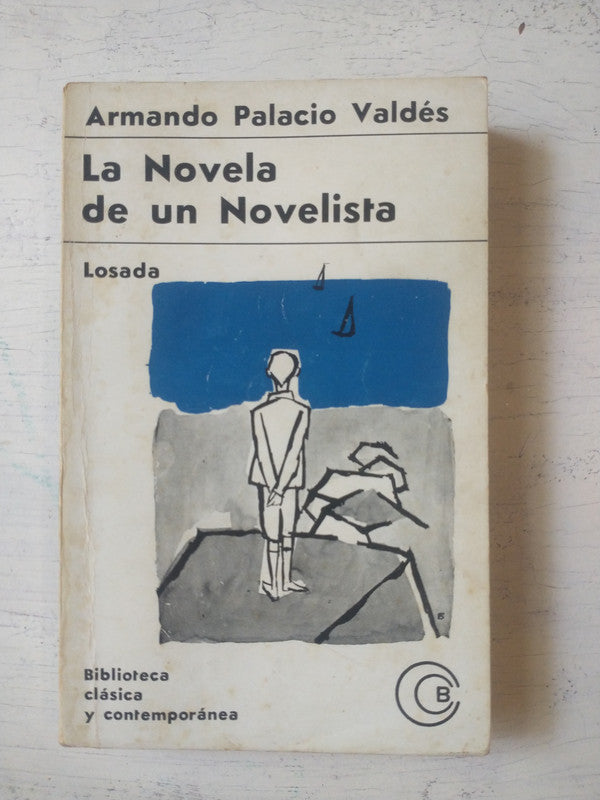 Armando Palacio Valdés
La Novela
de un Novelista
Losada
B
Biblioteca
clásica
y contemporánea
B